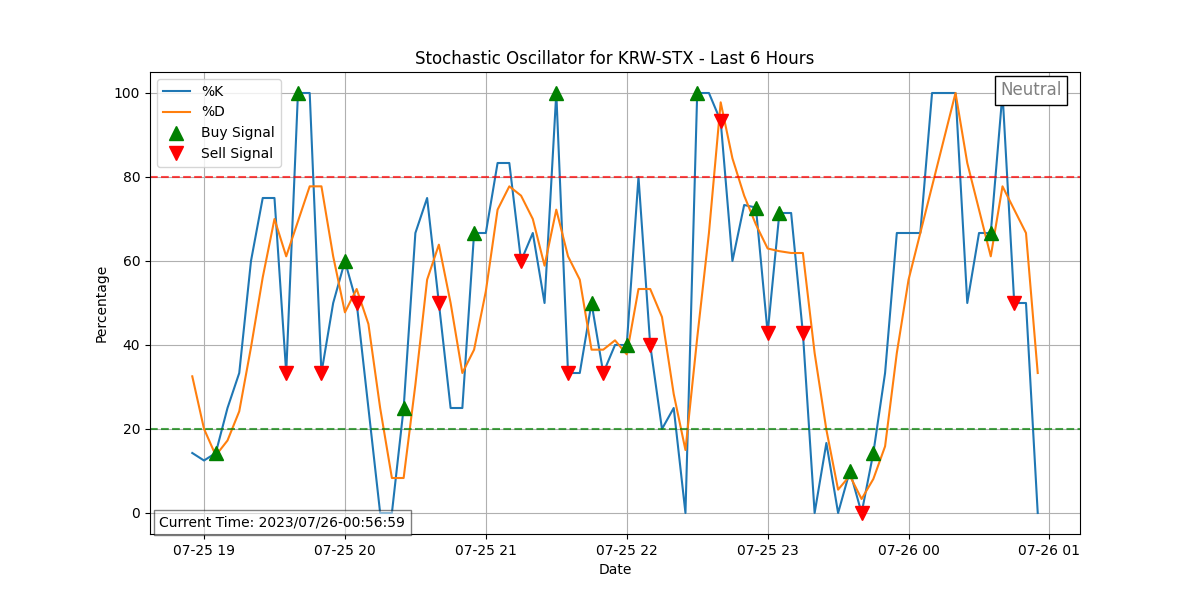 Stochastic Oscillator for KRW-STX - Last 6 Hours
Neutral
%K
%D
Buy Signal
Sell Signal
100
80
60
40
20
0
Percentage
Current Time: 2023/07/26-00:56:59
07-25 19
07-25 20
07-25 21
07-25 22
07-25 23
07-26 00
07-26 01
Date